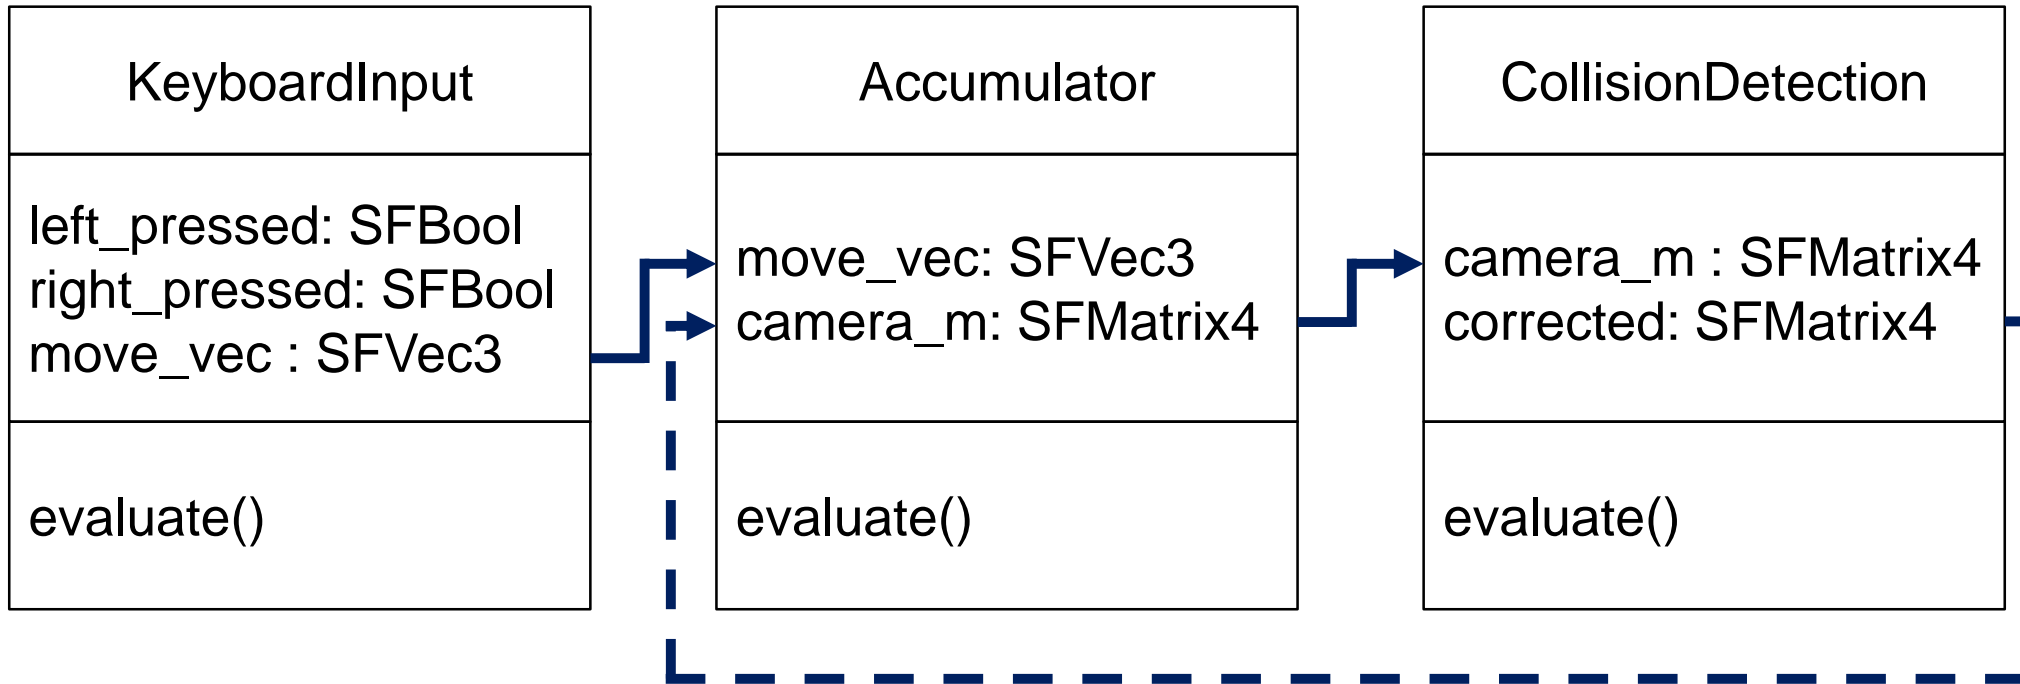 KeyboardInput
left_pressed: SFBool
right_pressed: SFBool
move_vec : SFVec3
evaluate()
Accumulator
move_vec: SFVec3
camera_m: SFMatrix4
evaluate()
CollisionDetection
camera_m : SFMatrix4
corrected: SFMatrix4
evaluate()